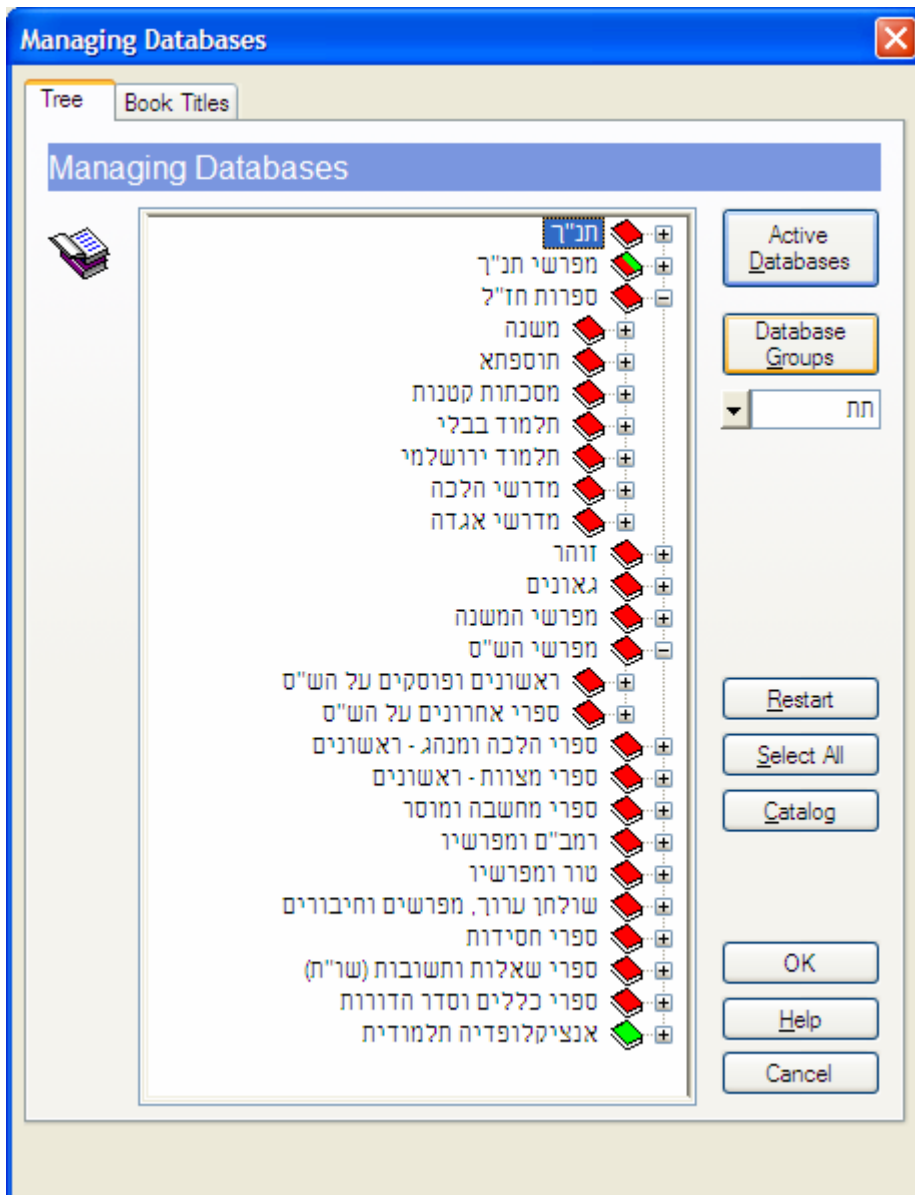 Managing Databases
Tree
Book Titles
Managing Databases
תנ"ך
מפרשי תנ"ך
ספרות חז"ל
משנה
תוספתא
מסכתות קטנות
תלמוד בבלי
תלמוד ירושלמי
מדרשי הלכה
מדרשי אגדה
זוהר
גאונים
מפרשי המשנה
מפרשי הש"ס
ראשונים ופוסקים על הש"ס
ספרי אחרונים על הש"ס
ספרי הלכה ומנהג - ראשונים
ספרי מצוות - ראשונים
ספרי מחשבה ומוסר
רמב"ם ומפרשיו
טור ומפרשיו
שולחן ערוך, מפרשים וחיבורים
ספרי חסידות
ספרי שאלות ותשובות (שו"ת)
ספרי כללים וסדר הדורות
אנציקלופדיה תלמודית
Active
Databases
Database
Groups
תת
Restart
Select All
Catalog
OK
Help
Cancel